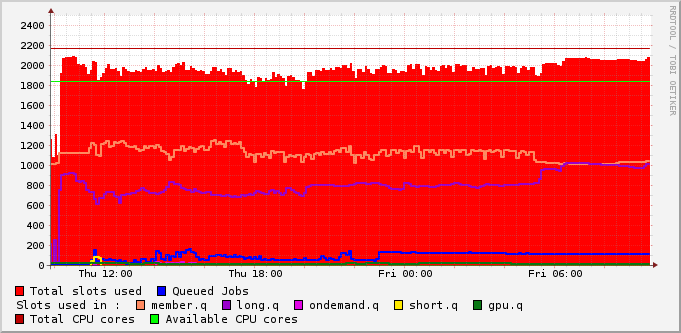 RRDTOOL / TOBI OETIKER
2400
2200
2000
1800
1600
1400
1200
1000
800
600
400
200
0
Thu 12:00 Thu 18:00 Fri 00:00 Fri 06:00
Total slots used Queued Jobs
Slots used in : member.q long.q ondemand.q short.q gpu.q
Total CPU cores Available CPU cores